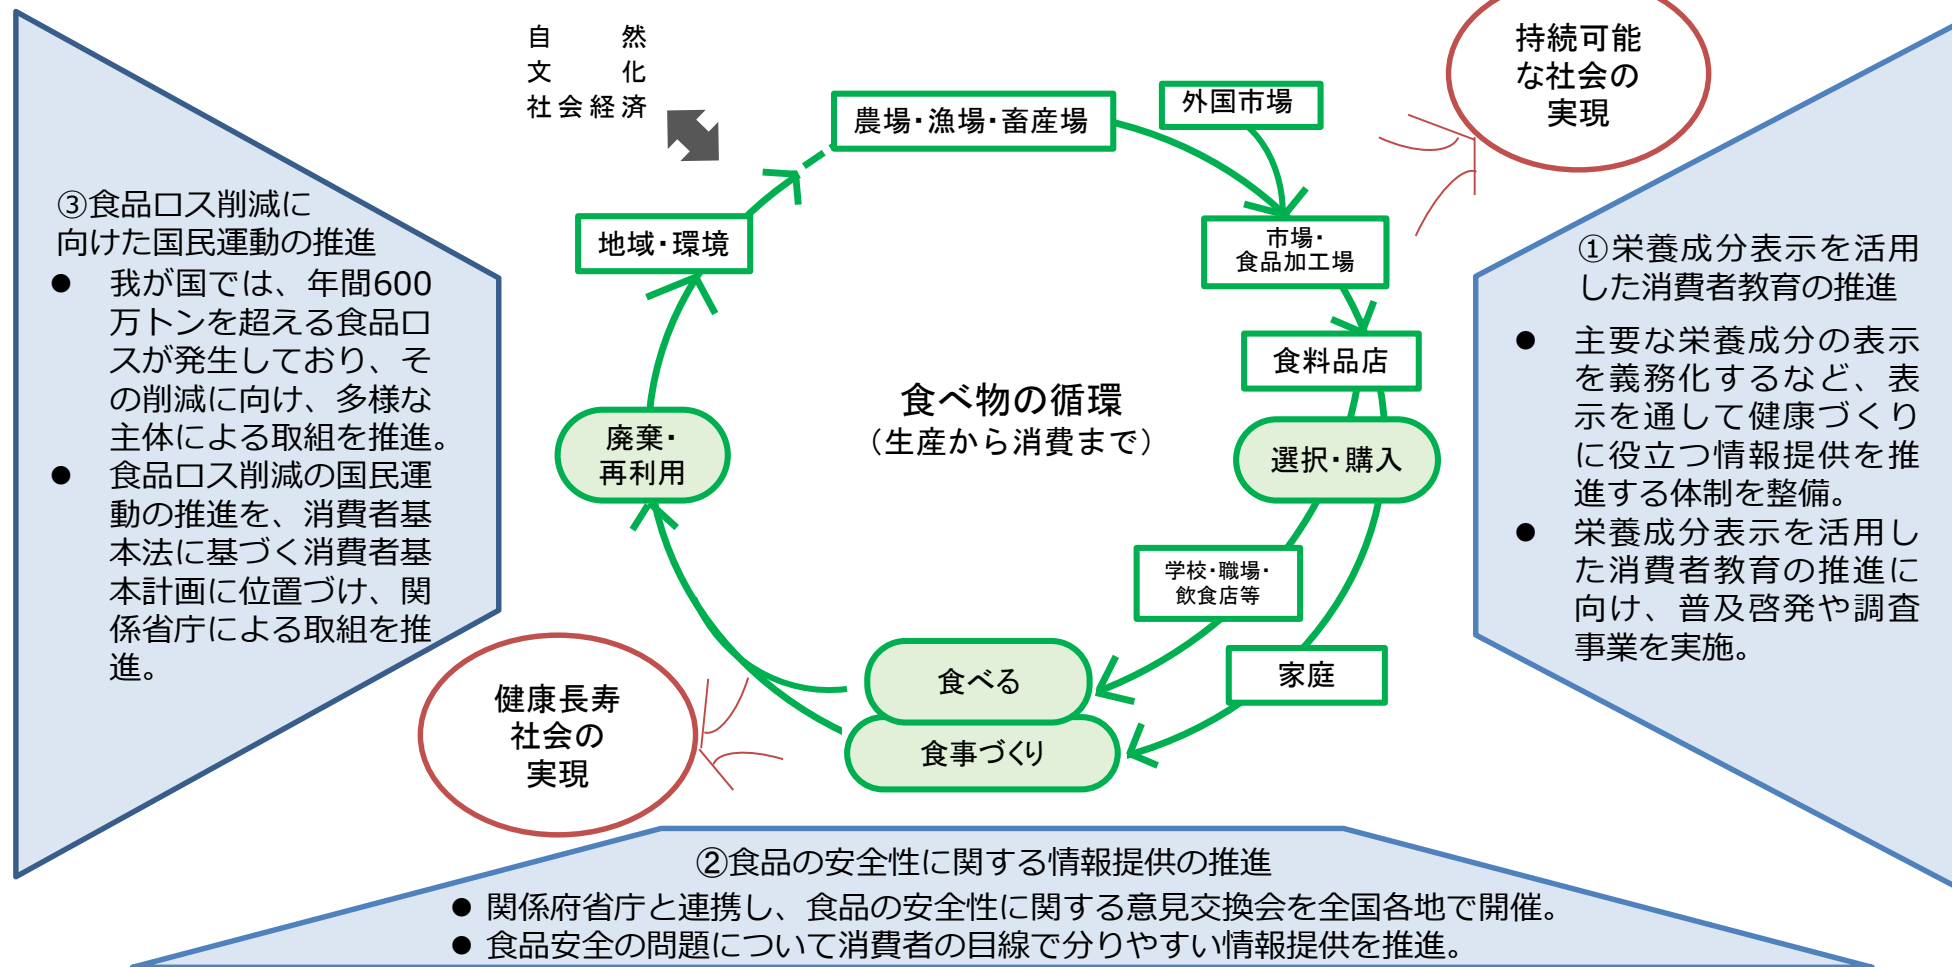 自然
文化
社会経済
農場・漁場・畜産場
外国市場
持続可能
な社会の
実現
地域・環境
市場・
食品加工場
食料品店
食べ物の循環
（生産から消費まで）
廃棄・
再利用
選択・購入
学校・職場・
飲食店等
家庭
食べる
食事づくり
健康長寿
社会の
実現
③食品ロス削減に
向けた国民運動の推進
● 我が国では、年間600
万トンを超える食品ロ
スが発生しており、そ
の削減に向け、多様な
主体による取組を推進。
● 食品ロス削減の国民運
動の推進を、消費者基
本法に基づく消費者基
本計画に位置づけ、関
係省庁による取組を推
進。
①栄養成分表示を活用
した消費者教育の推進
● 主要な栄養成分の表示
を義務化するなど、表
示を通して健康づくり
に役立つ情報提供を推
進する体制を整備。
● 栄養成分表示を活用し
た消費者教育の推進に
向け、普及啓発や調査
事業を実施。
②食品の安全性に関する情報提供の推進
● 関係府省庁と連携し、食品の安全性に関する意見交換会を全国各地で開催。
● 食品安全の問題について消費者の目線で分りやすい情報提供を推進。